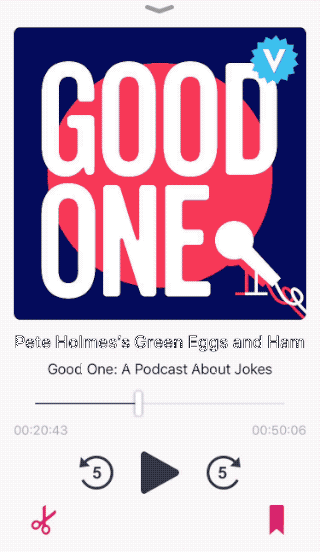 V
GOOD
ONE
Pete Holmes's Green Eggs and Ham
Good One: A Podcast About Jokes
00:20:43 00:50:06
5 5